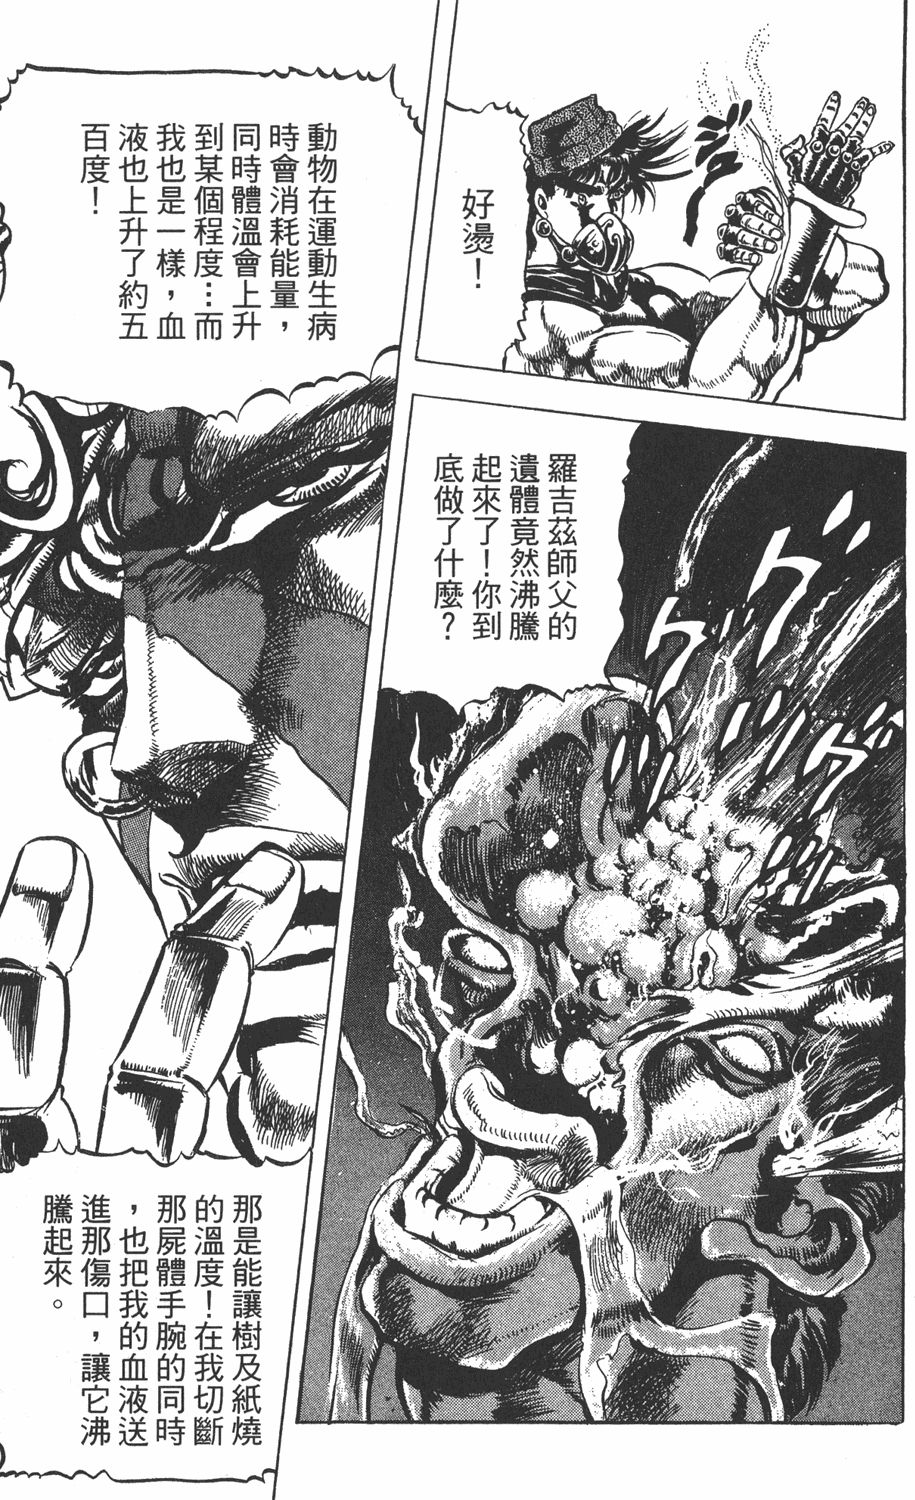 好燙！
羅吉茲師父的
遺體竟然沸騰
起來了！你到
底做了什麼？
動物在運動生病
時會消耗能量，
同時體溫會上升
到某個程度…而
我也是一樣，血
液也上升了約五
百度！
那是能讓樹及紙燒
的溫度！在我切斷
那屍體手腕的同時
，也把我的血液送
進那傷口，讓它沸
騰起來。